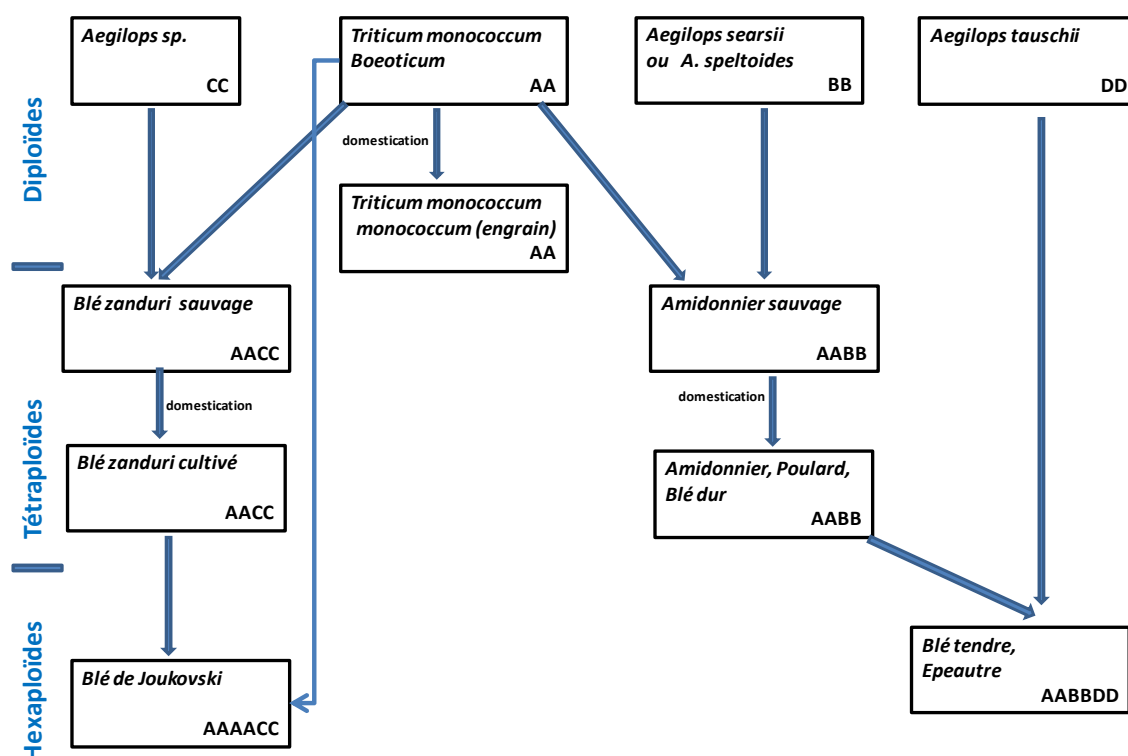 Aegilops sp.
CC
Triticum monococcum
Boeoticum
AA
Aegilops searsii
ou A. speltoides
BB
Aegilops tauschii
DD
Diploïdes
domestication
Triticum monococcum
monococcum (engrain)
AA
Blé zanduri sauvage
AACC
Amidonnier sauvage
AABB
Tétraploïdes
domestication
domestication
Blé zanduri cultivé
AACC
Amidonnier, Poulard,
Blé dur
AABB
Hexaploïdes
Blé de Joukovski
AAAACC
Blé tendre,
Epeautre
AABBDD